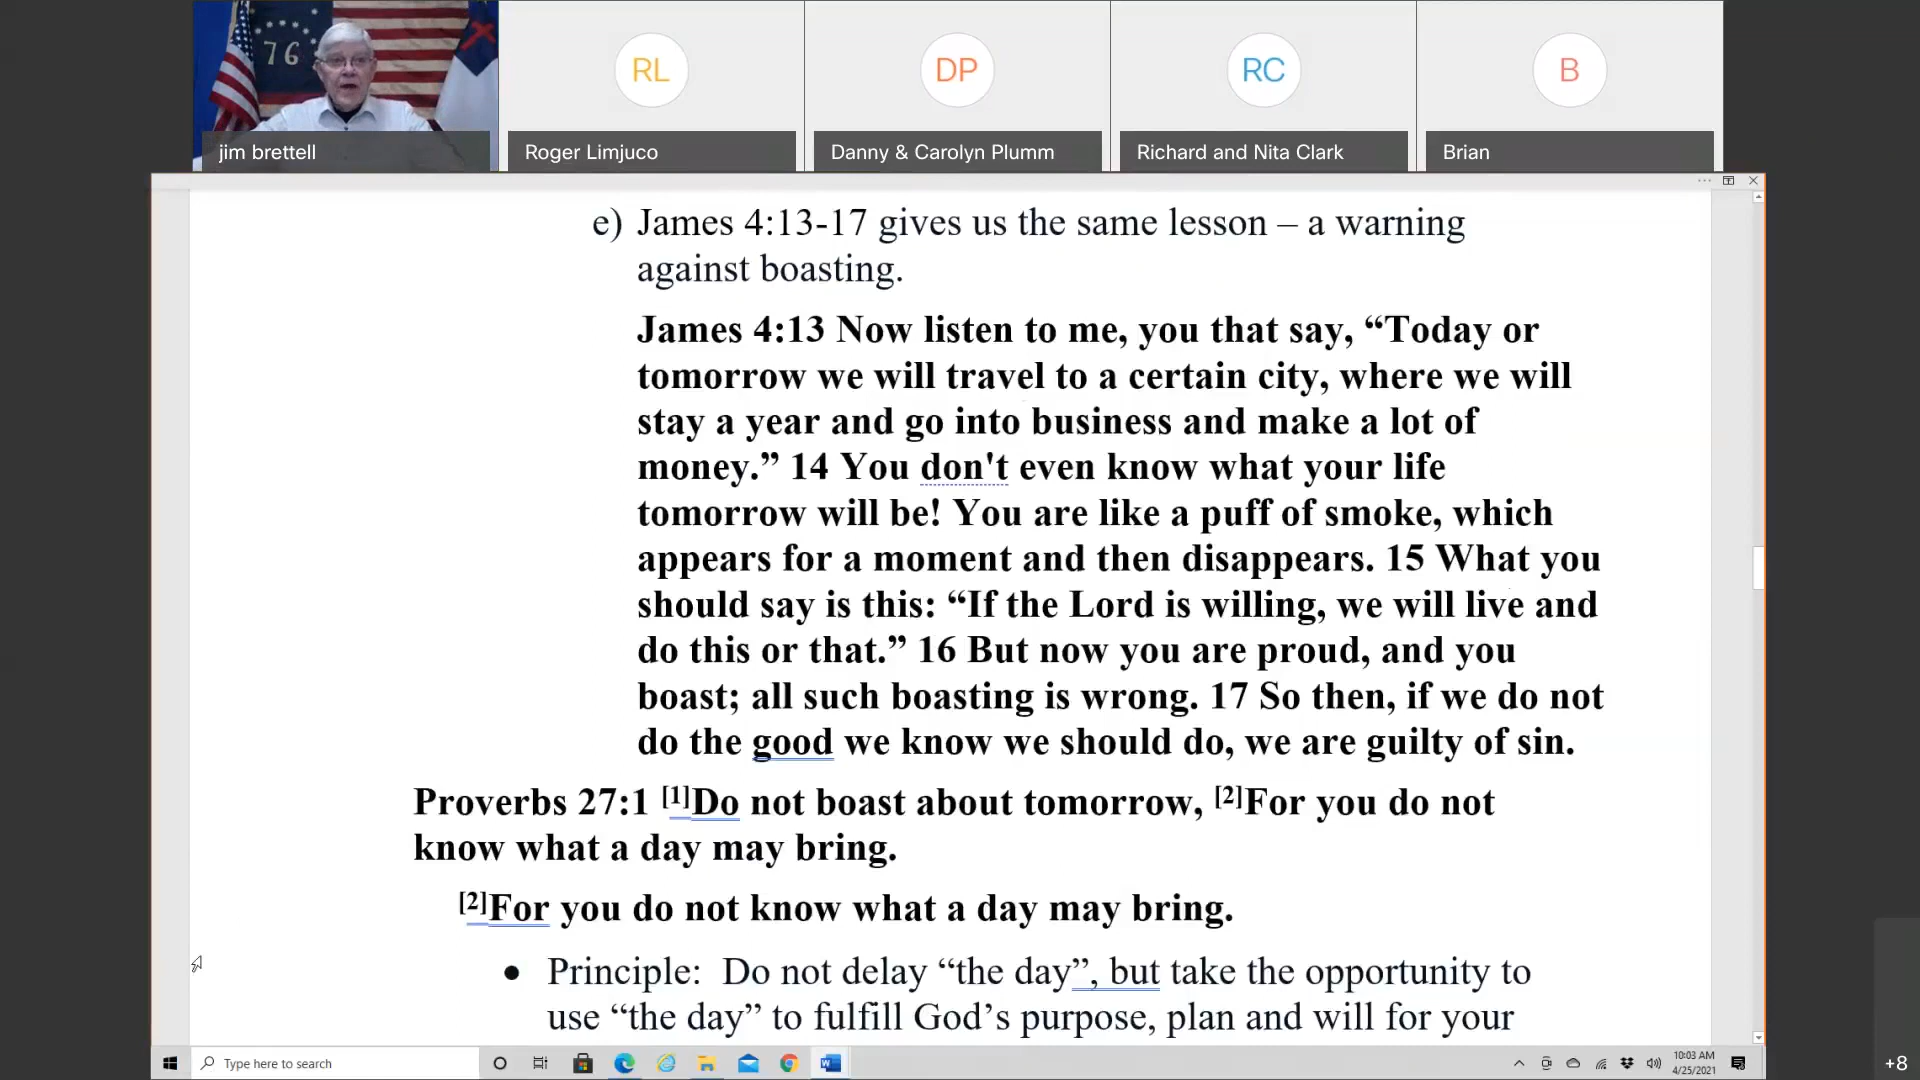 76
RL
DP
RC
B
jim brettell
Roger Limjuco
Danny & Carolyn Plumm
Richard and Nita Clark
Brian
e) James 4:13-17 gives us the same lesson – a warning
against boasting.
James 4:13 Now listen to me, you that say, “Today or
tomorrow we will travel to a certain city, where we will
stay a year and go into business and make a lot of
money.” 14 You don't even know what your life
tomorrow will be! You are like a puff of smoke, which
appears for a moment and then disappears. 15 What you
should say is this: “If the Lord is willing, we will live and
do this or that.” 16 But now you are proud, and you
boast; all such boasting is wrong. 17 So then, if we do not
do the good we know we should do, we are guilty of sin.
Proverbs 27:1 [1]Do not boast about tomorrow, [2]For you do not
know what a day may bring.
[2]For you do not know what a day may bring.
• Principle: Do not delay “the day”, but take the opportunity to
use “the day” to fulfill God’s purpose, plan and will for your
Type here to search
10:03 AM
4/25/2021
+8